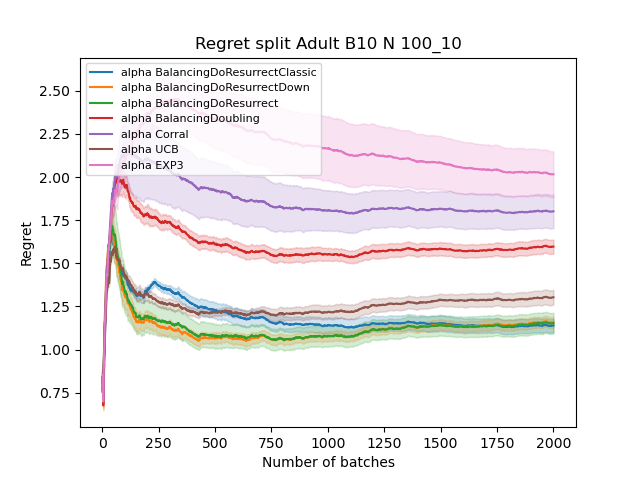 Regret split Adult B10 N 100_10
alpha BalancingDoResurrectClassic
alpha BalancingDoResurrectDown
alpha BalancingDoResurrect
alpha BalancingDoubling
alpha Corral
alpha UCB
alpha EXP3
Regret
2.50
2.25
2.00
1.75
1.50
1.25
1.00
0.75
0
250
500
750
1000
1250
1500
1750
2000
Number of batches